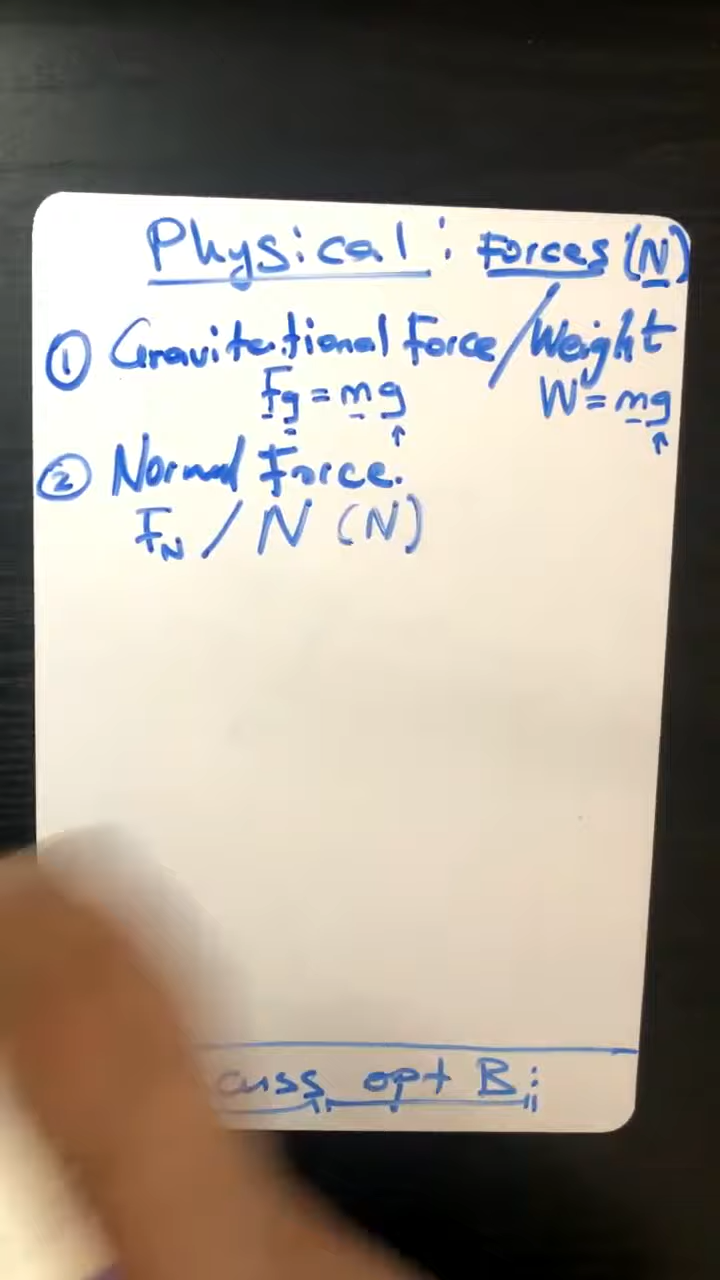 Physical : Forces (N)
① Gravitational Force/Weight
Fg = mg W = mg
② Normal Force.
FN / N (N)
opt B: